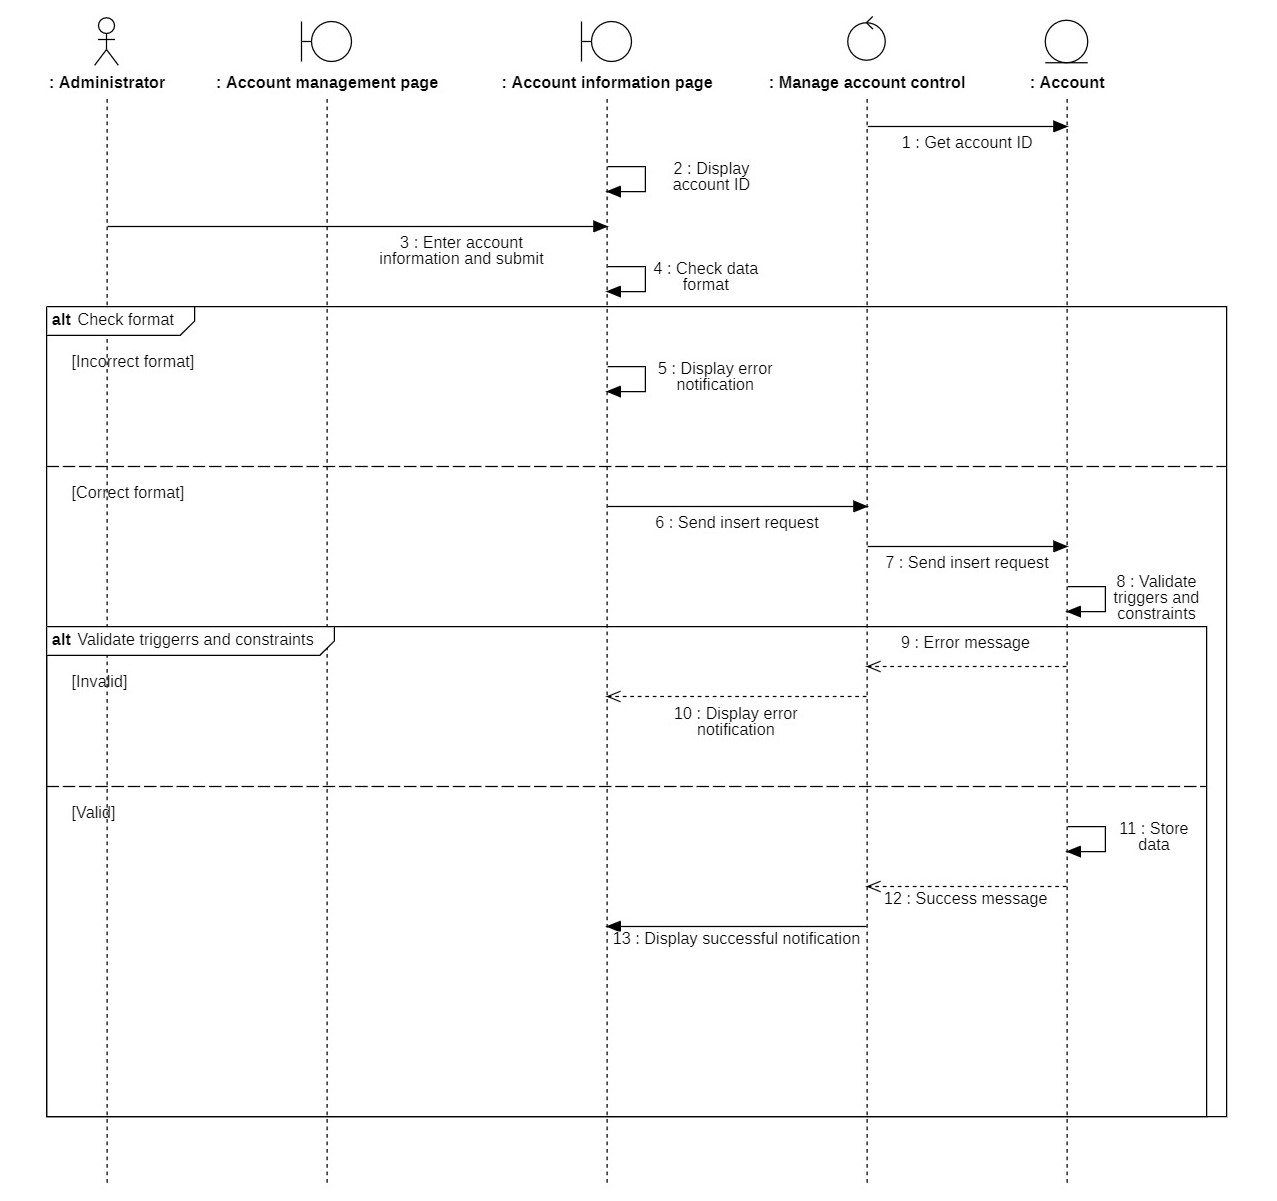 : Administrator
: Account management page
: Account information page
: Manage account control
: Account
1 : Get account ID
2 : Display
account ID
3 : Enter account
information and submit
4 : Check data
format
alt Check format
[Incorrect format]
5 : Display error
notification
[Correct format]
6 : Send insert request
7 : Send insert request
8 : Validate
triggers and
constraints
alt Validate triggerrs and constraints
9 : Error message
[Invalid]
10 : Display error
notification
[Valid]
11 : Store
data
12 : Success message
13 : Display successful notification